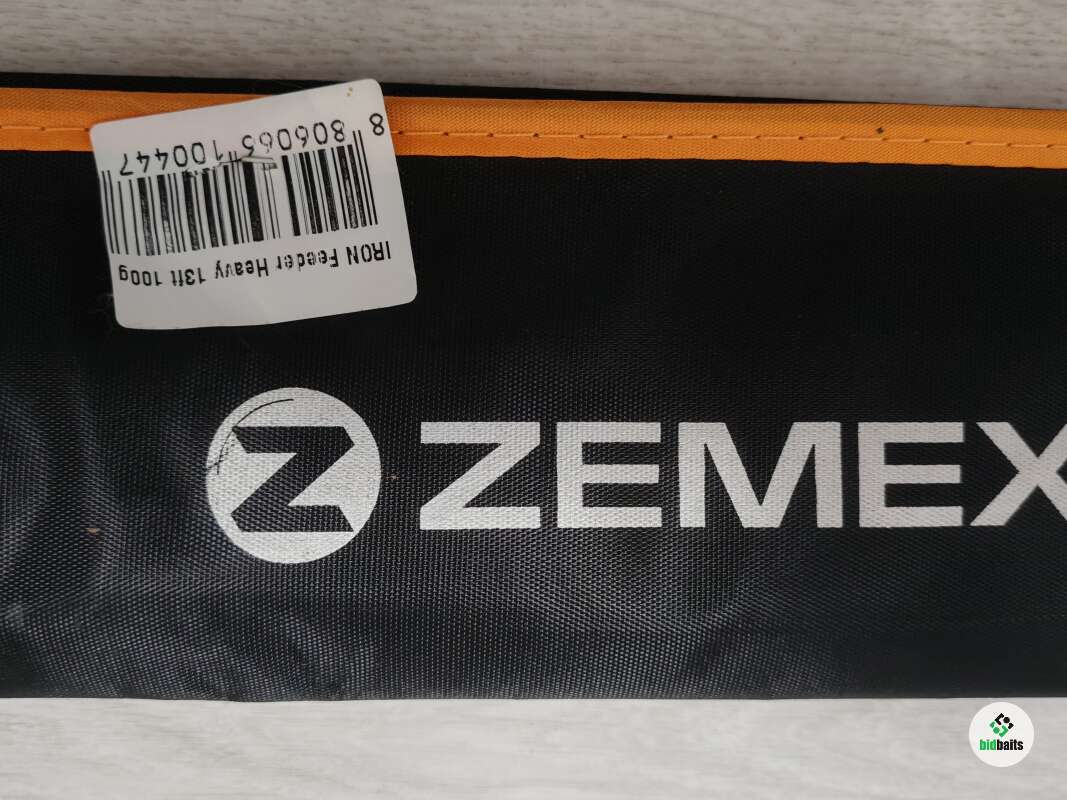 8 806065 100447
IRON Feeder Heavy 13ft 100g
Z ZEMEX
bidbaits